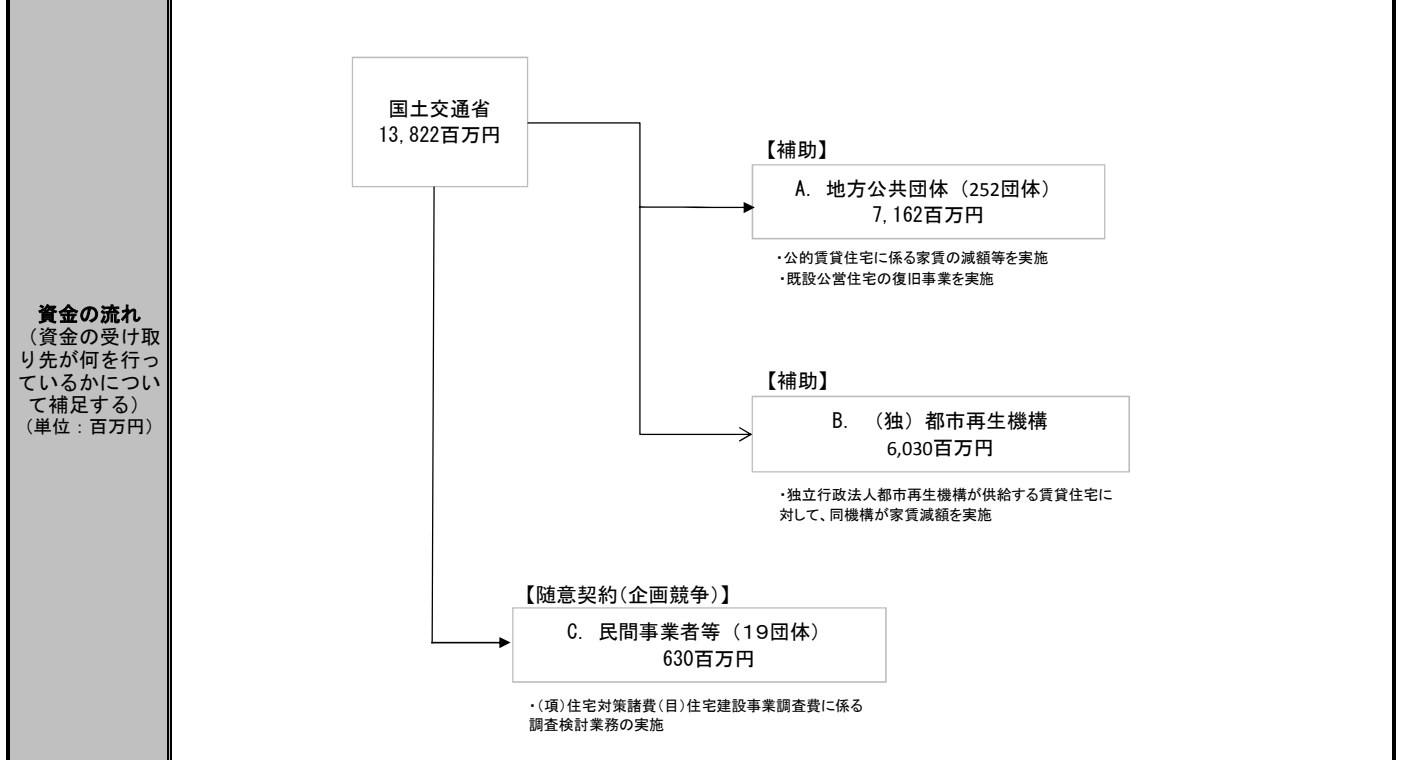 資金の流れ
（資金の受け取
り先が何を行っ
ているかについ
て補足する）
（単位：百万円）
国土交通省
13,822百万円
【補助】
A. 地方公共団体（252団体）
7,162百万円
・公的賃貸住宅に係る家賃の減額等を実施
・既設公営住宅の復旧事業を実施
【補助】
B. （独）都市再生機構
6,030百万円
・独立行政法人都市再生機構が供給する賃貸住宅に
対して、同機構が家賃減額を実施
【随意契約(企画競争)】
C. 民間事業者等（１９団体）
630百万円
・(項)住宅対策諸費(目)住宅建設事業調査費に係る
調査検討業務の実施